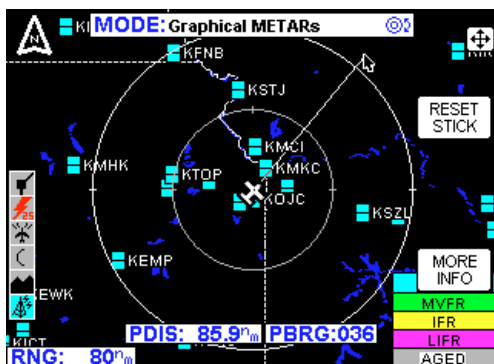 MODE: Graphical METARs
N
KFNB
KSTJ
RESET
STICK
KMCI
KMHK
KMKC
KTOP
KOJC
KSZL
25
KEMP
MORE
INFO
EWK
MVFR
IFR
LIFR
AGED
PDIS: 85.9nm PBRG:036
KICT
RNG: 80nm